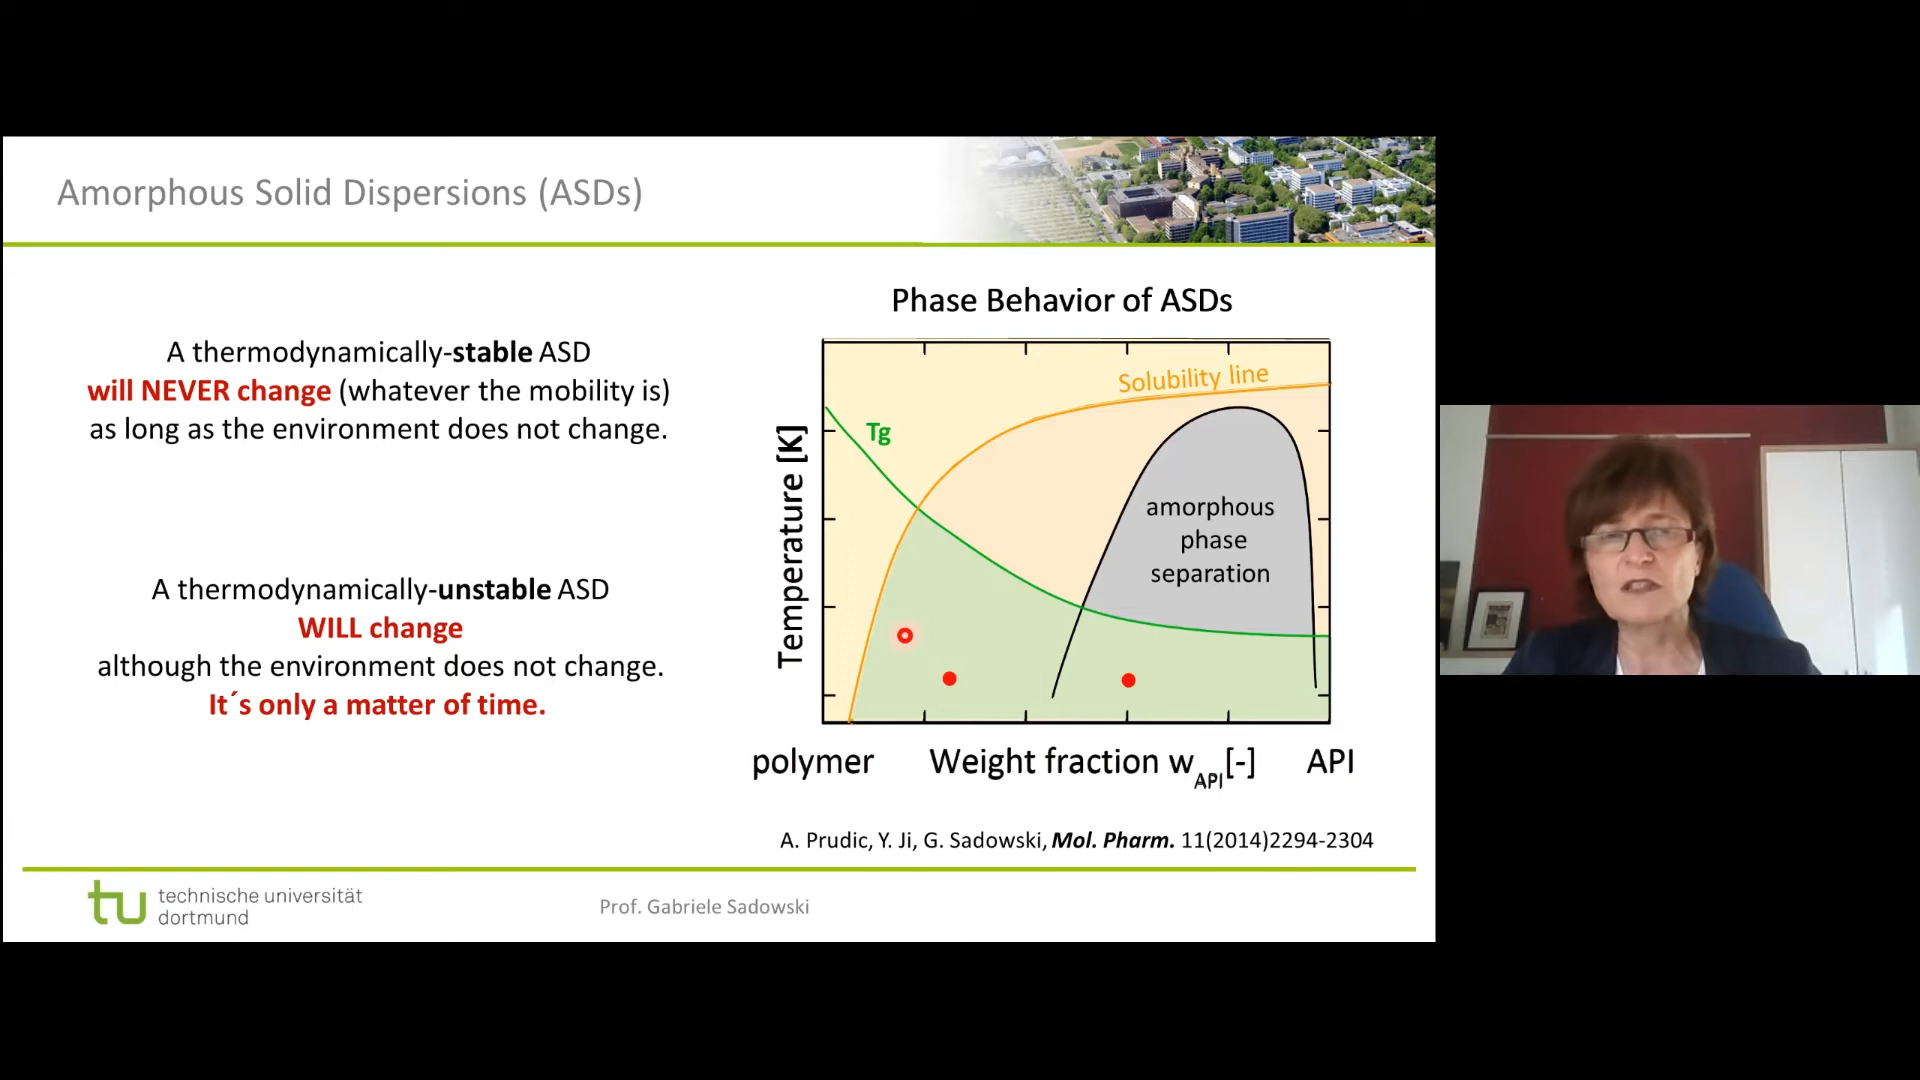 Amorphous Solid Dispersions (ASDs)
A thermodynamically-stable ASD
will NEVER change (whatever the mobility is)
as long as the environment does not change.
A thermodynamically-unstable ASD
WILL change
although the environment does not change.
It´s only a matter of time.
Phase Behavior of ASDs
Solubility line
Tg
amorphous
phase
separation
Temperature [K]
polymer
Weight fraction wAPI[-]
API
A. Prudic, Y. Ji, G. Sadowski, Mol. Pharm. 11(2014)2294-2304
tu technische universität
dortmund
Prof. Gabriele Sadowski